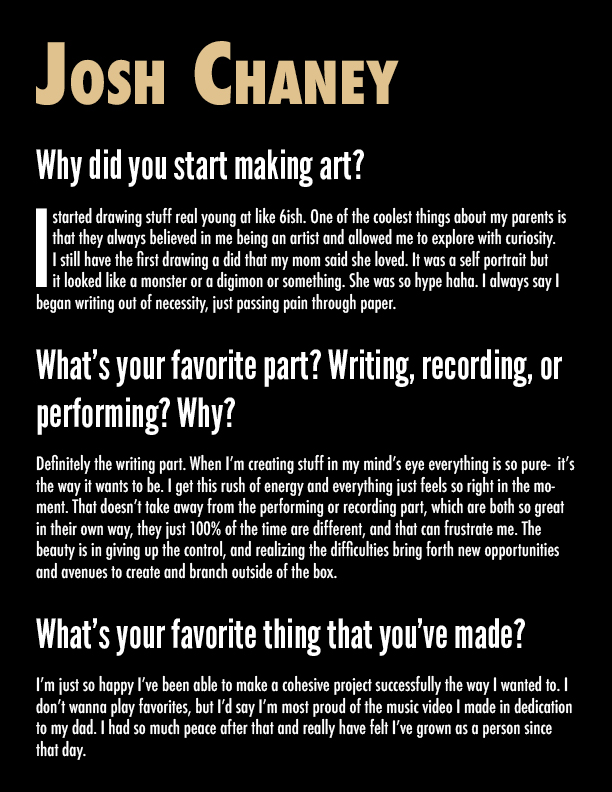 Josh Chaney
Why did you start making art?
I started drawing stuff real young at like 6ish. One of the coolest things about my parents is
that they always believed in me being an artist and allowed me to explore with curiosity.
I still have the first drawing a did that my mom said she loved. It was a self portrait but
it looked like a monster or a digimon or something. She was so hype haha. I always say I
began writing out of necessity, just passing pain through paper.
What's your favorite part? Writing, recording, or
performing? Why?
Definitely the writing part. When I'm creating stuff in my mind's eye everything is so pure- it's
the way it wants to be. I get this rush of energy and everything just feels so right in the mo-
ment. That doesn't take away from the performing or recording part, which are both so great
in their own way, they just 100% of the time are different, and that can frustrate me. The
beauty is in giving up the control, and realizing the difficulties bring forth new opportunities
and avenues to create and branch outside of the box.
What's your favorite thing that you've made?
I'm just so happy I've been able to make a cohesive project successfully the way I wanted to. I
don't wanna play favorites, but I'd say I'm most proud of the music video I made in dedication
to my dad. I had so much peace after that and really have felt I've grown as a person since
that day.